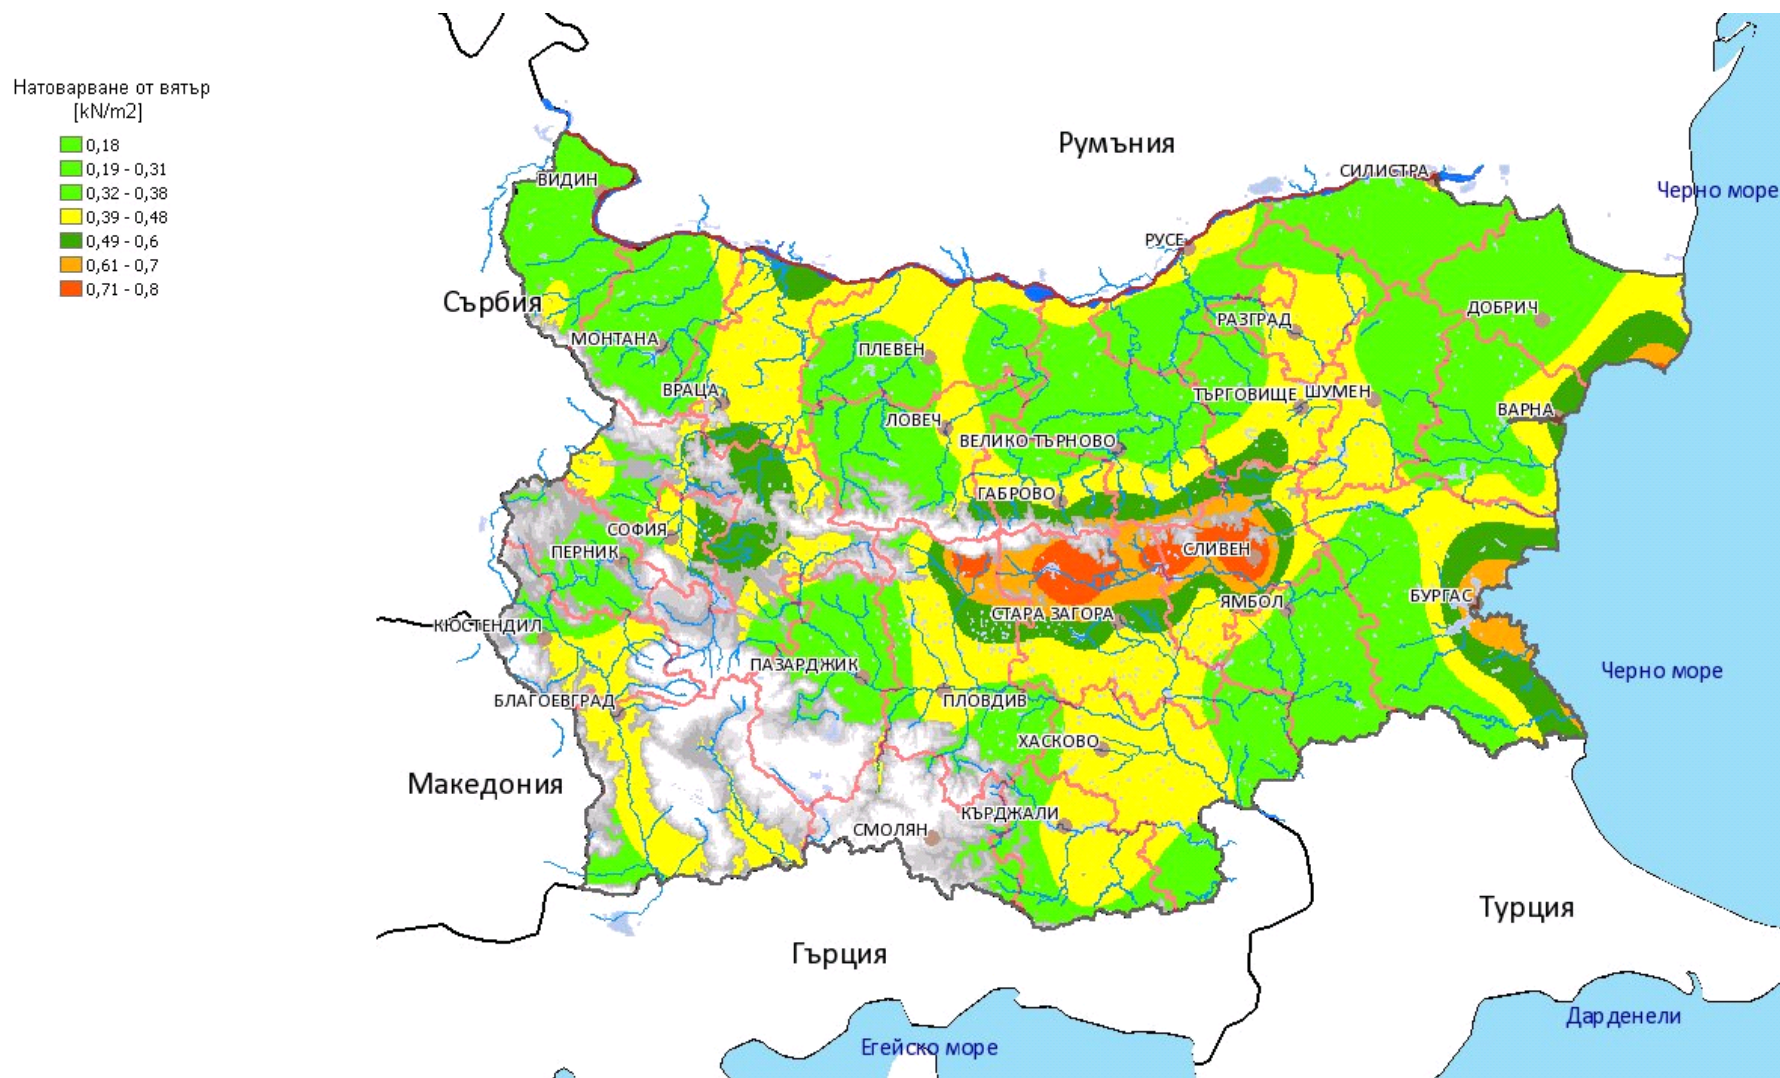 Натоварване от вятър
[kN/m2]
0,18
0,19 - 0,31
0,32 - 0,38
0,39 - 0,48
0,49 - 0,6
0,61 - 0,7
0,71 - 0,8
Румъния
СИЛИСТРА
ВИДИН
Черно море
РУСЕ
Сърбия
ДОБРИЧ
РАЗГРАД
МОНТАНА
ПЛЕВЕН
ВРАЦА
ТЪРГОВИЩЕ
ШУМЕН
ВАРНА
ЛОВЕЧ
ВЕЛИКО ТЪРНОВО
ГАБРОВО
СОФИЯ
ПЕРНИК
СЛИВЕН
БУРГАС
ЯМБОЛ
СТАРА ЗАГОРА
КЮСТЕНДИЛ
ПАЗАРДЖИК
Черно море
БЛАГОЕВГРАД
ПЛОВДИВ
ХАСКОВО
Македония
КЪРДЖАЛИ
СМОЛЯН
Турция
Гърция
Дарденели
Егейско море